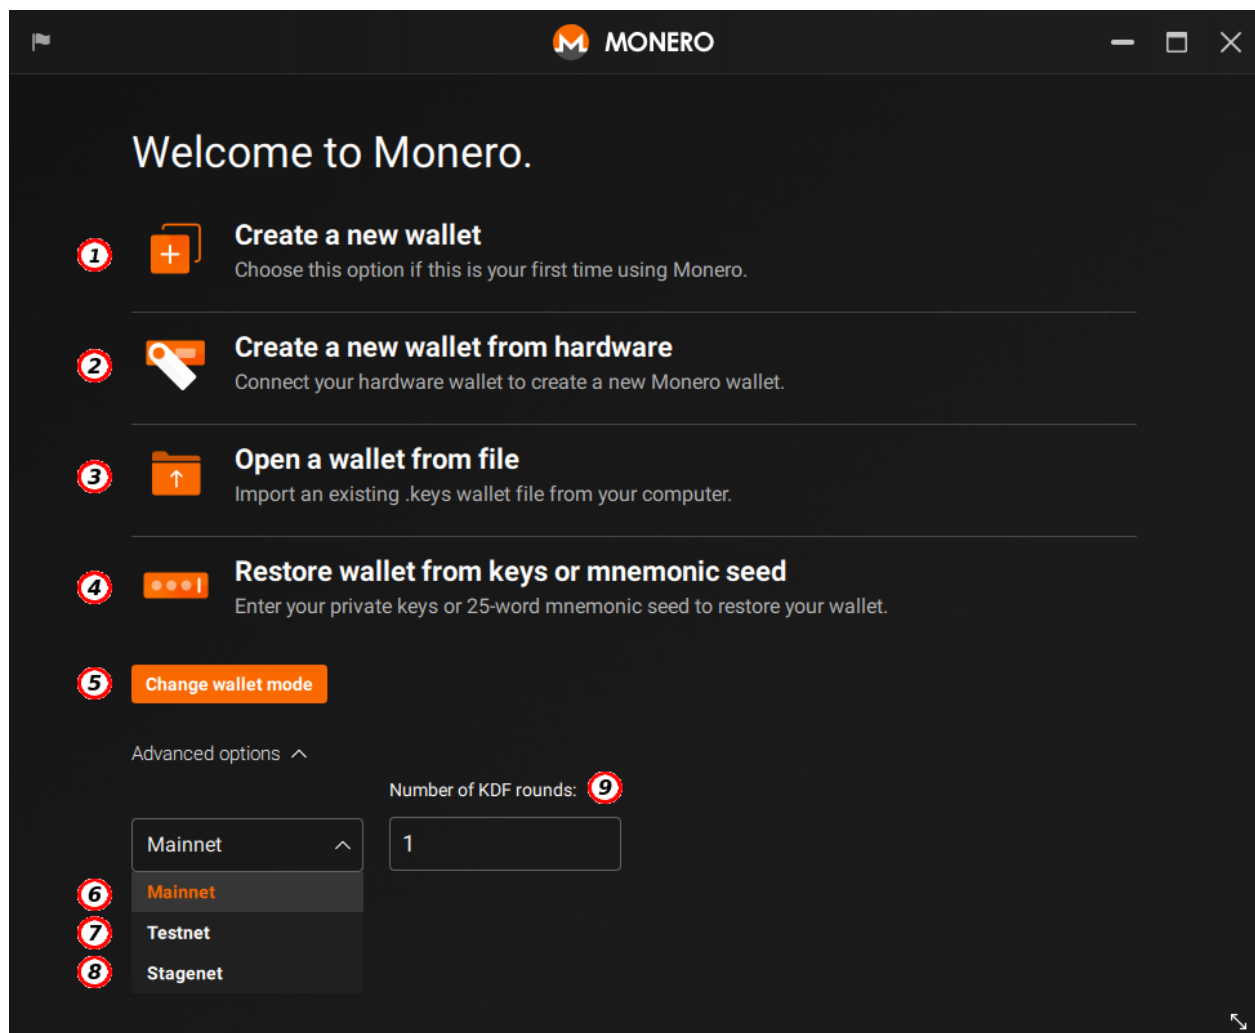 MONERO
Welcome to Monero.
1
Create a new wallet
Choose this option if this is your first time using Monero.
2
Create a new wallet from hardware
Connect your hardware wallet to create a new Monero wallet.
3
Open a wallet from file
Import an existing .keys wallet file from your computer.
4
Restore wallet from keys or mnemonic seed
Enter your private keys or 25-word mnemonic seed to restore your wallet.
5 Change wallet mode
Advanced options
Number of KDF rounds: 9
Mainnet 1
6 Mainnet
7 Testnet
8 Stagenet